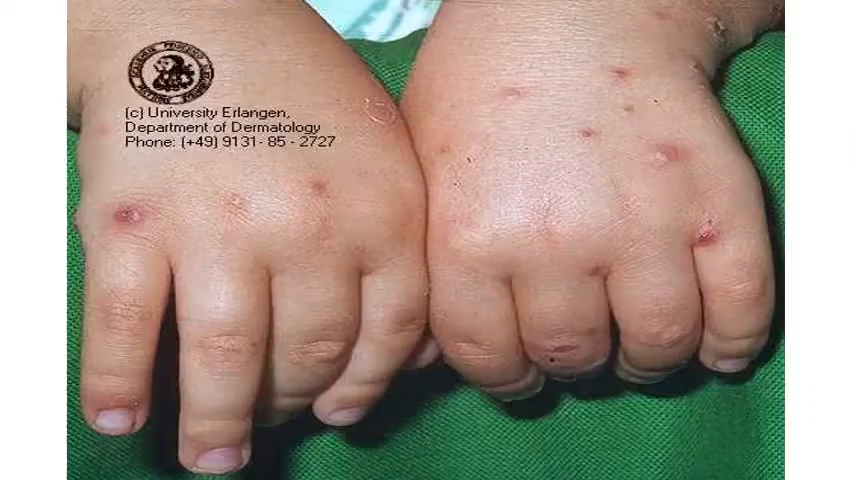 (c) University Erlangen,
Department of Dermatology
Phone: (+49) 9131- 85 - 2727